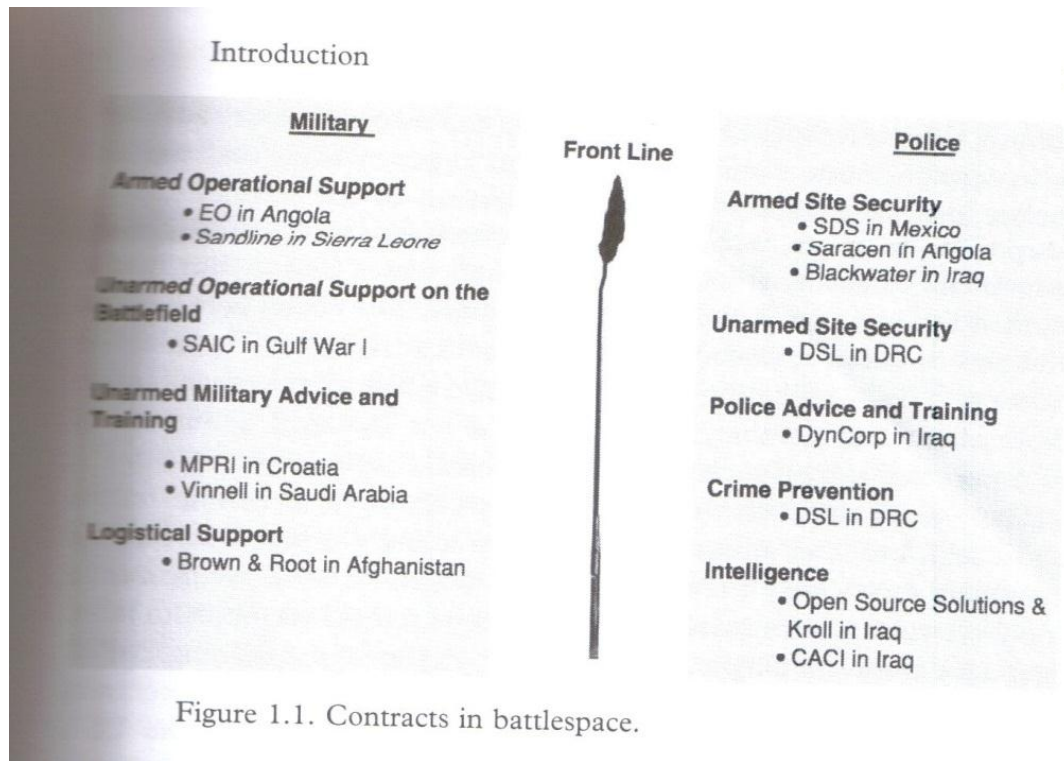 Introduction
Military
Armed Operational Support
• EO in Angola
• Sandline in Sierra Leone
Unarmed Operational Support on the
Battlefield
• SAIC in Gulf War I
Unarmed Military Advice and
Training
• MPRI in Croatia
• Vinnell in Saudi Arabia
Logistical Support
• Brown & Root in Afghanistan
Front Line
Police
Armed Site Security
• SDS in Mexico
• Saracen in Angola
• Blackwater in Iraq
Unarmed Site Security
• DSL in DRC
Police Advice and Training
• DynCorp in Iraq
Crime Prevention
• DSL in DRC
Intelligence
• Open Source Solutions &
Kroll in Iraq
• CACI in Iraq
Figure 1.1. Contracts in battlespace.